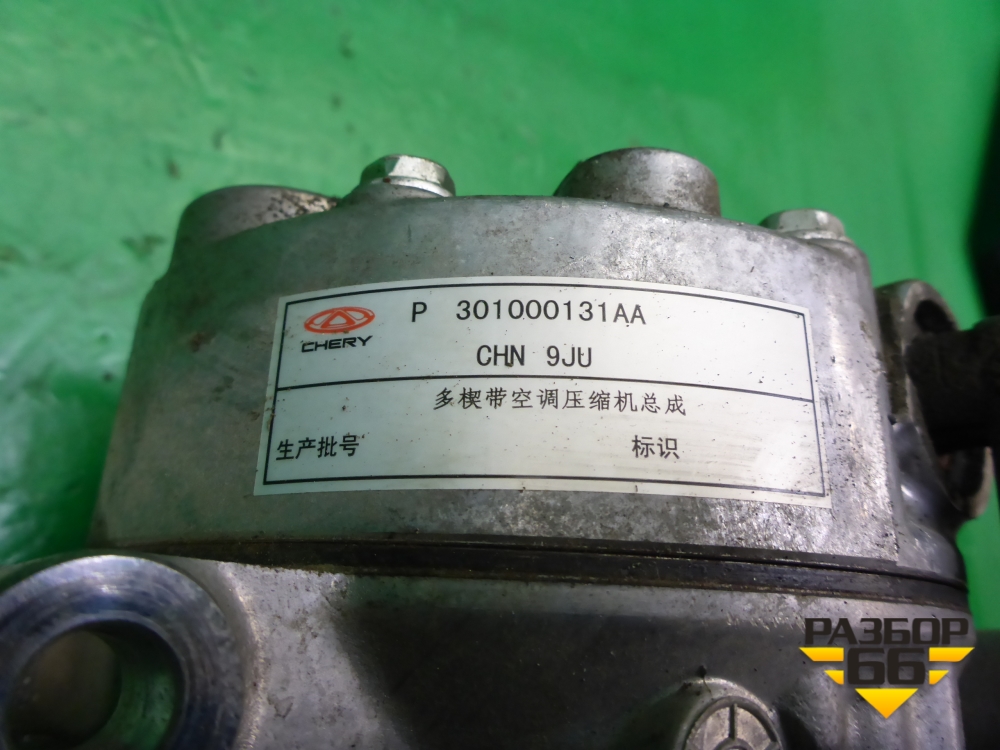 P 301000131AA
CHERY
CHN 9JU
多楔带空调压缩机总成
生产批号
标识
РАЗБОР
66